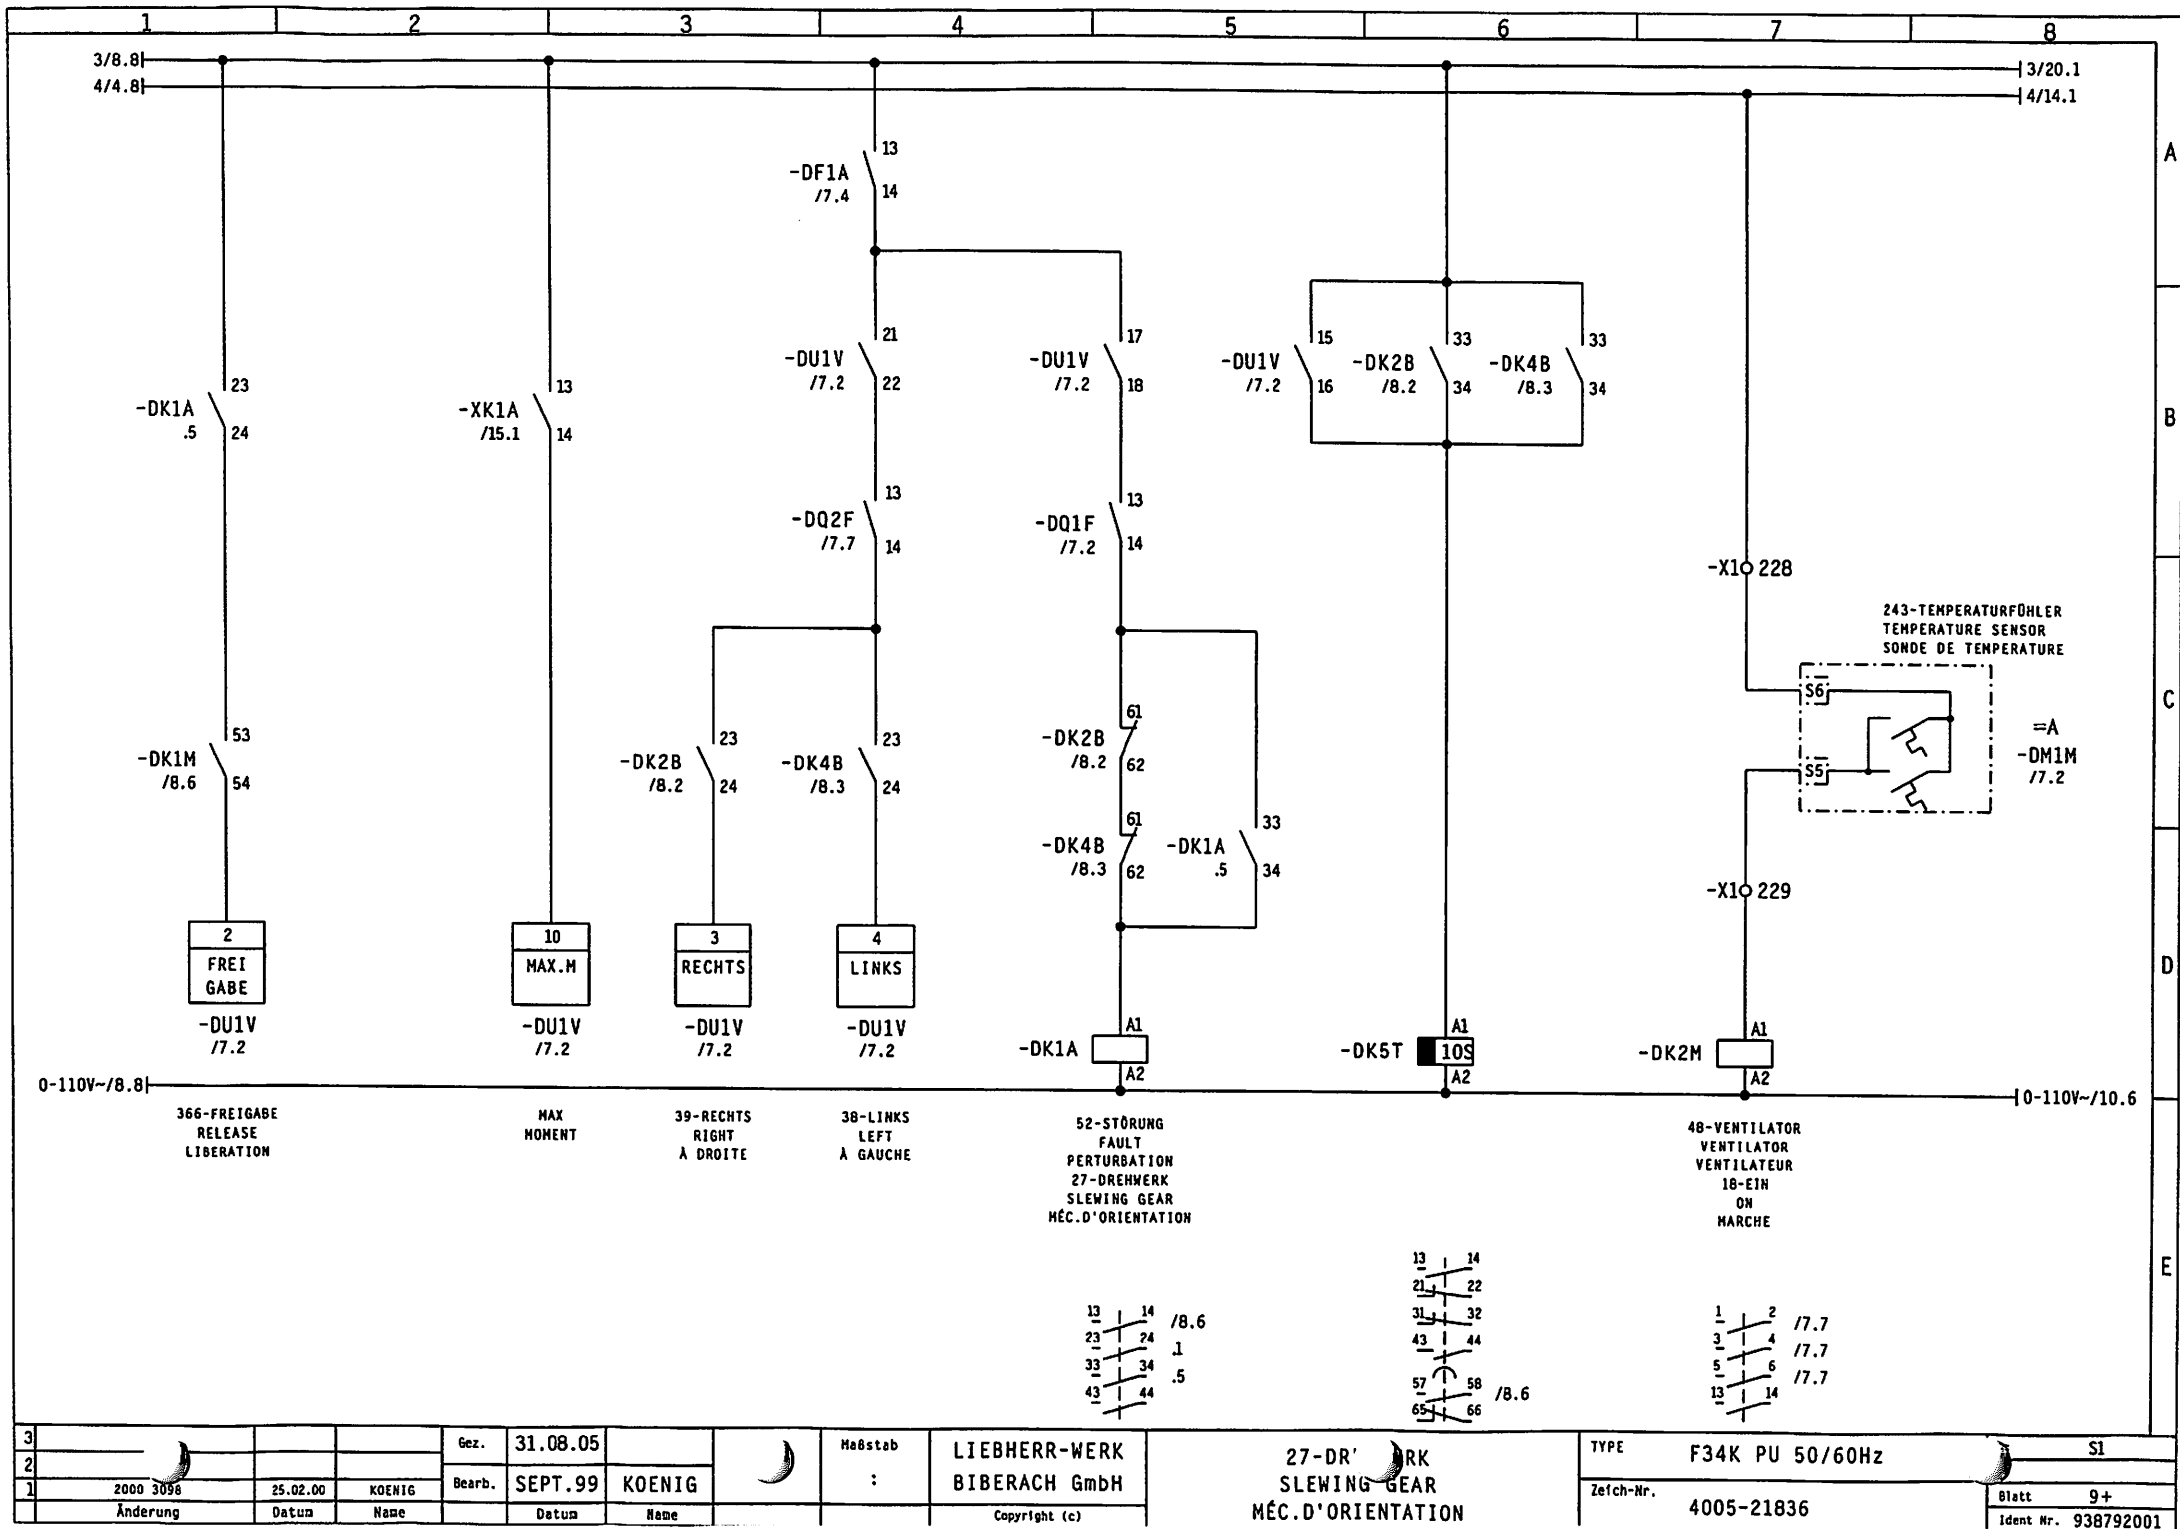 1 2 3 4 5 6 7 8
3/8.8 3/20.1
4/4.8 4/14.1
A
13
-DF1A
/7.4 14
21 17 15 33 33
-DU1V -DU1V -DU1V -DK2B -DK4B
/7.2 22 /7.2 18 /7.2 16 /8.2 34 /8.3 34
23 13
-DK1A -XK1A
.5 24 /15.1 14
B
13 13
-DQ2F -DQ1F
/7.7 14 /7.2 14
-X1 228
243-TEMPERATURFÜHLER
TEMPERATURE SENSOR
SONDE DE TEMPERATURE
S6
C
=A
-DM1M
/7.2
S5
53 23 23 61
-DK1M -DK2B -DK4B -DK2B
/8.6 54 /8.2 24 /8.3 24 /8.2 62
61 33
-DK4B -DK1A
/8.3 62 .5 34
-X1 229
2 10 3 4
FREI MAX.M RECHTS LINKS
GABE
D
-DU1V -DU1V -DU1V -DU1V
/7.2 /7.2 /7.2 /7.2
A1 A1 A1
-DK1A -DK5T 10S -DK2M
A2 A2 A2
0-110V~/8.8 0-110V~/10.6
366-FREIGABE
RELEASE
LIBERATION
MAX
MOMENT
39-RECHTS
RIGHT
À DROITE
38-LINKS
LEFT
À GAUCHE
52-STÖRUNG
FAULT
PERTURBATION
27-DREHWERK
SLEWING GEAR
MÉC.D'ORIENTATION
48-VENTILATOR
VENTILATOR
VENTILATEUR
18-EIN
ON
MARCHE
E
13 14 /8.6
23 24 .1
33 34 .5
43 44
13 14
21 22
31 32
43 44
57 58 /8.6
65 66
1 2 /7.7
3 4 /7.7
5 6 /7.7
13 14
3
2
1 2000 3098 25.02.00 KOENIG
Änderung Datum Name
Gez. 31.08.05
Bearb. SEPT.99 KOENIG
Datum Name
Maßstab
:
LIEBHERR-WERK
BIBERACH GmbH
Copyright (c)
27-DR RK
SLEWING GEAR
MÉC.D'ORIENTATION
TYPE F34K PU 50/60Hz
Zeich-Nr. 4005-21836
S1
Blatt 9+
Ident Nr. 938792001